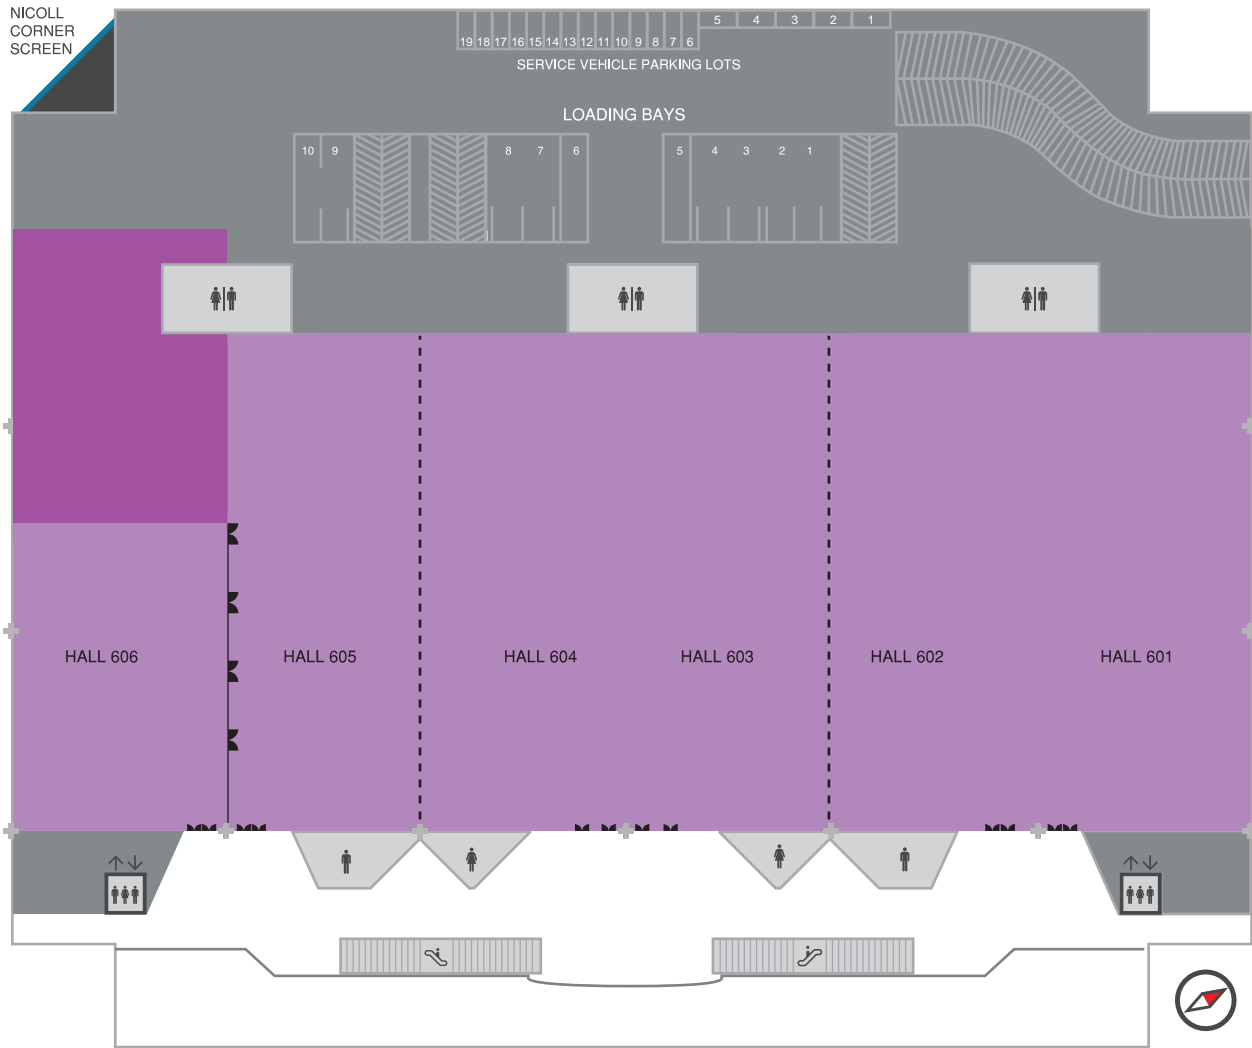 NICOLL
CORNER
SCREEN
5 4 3 2 1
19 18 17 16 15 14 13 12 11 10 9 8 7 6
SERVICE VEHICLE PARKING LOTS
LOADING BAYS
10 9 8 7 6 5 4 3 2 1
HALL 606 HALL 605 HALL 604 HALL 603 HALL 602 HALL 601